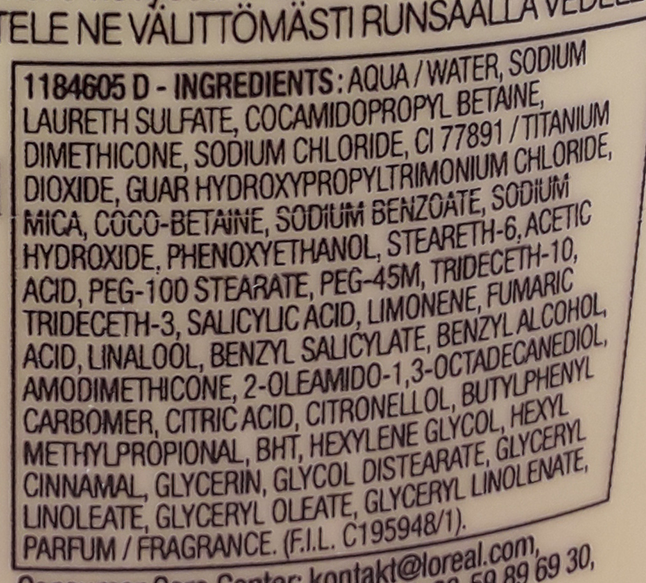 TELE NE VÄLITTÖMÄSTI RUNSAALLA
1184605 D - INGREDIENTS: AQUA / WATER, SODIUM
LAURETH SULFATE, COCAMIDOPROPYL BETAINE,
DIMETHICONE, SODIUM CHLORIDE, CI 77891 / TITANIUM
DIOXIDE, GUAR HYDROXYPROPYLTRIMONIUM CHLORIDE,
MICA, COCO-BETAINE, SODIUM BENZOATE, SODIUM
HYDROXIDE, PHENOXYETHANOL, STEARETH-6, ACETIC
ACID, PEG-100 STEARATE, PEG-45M, TRIDECETH-10,
TRIDECETH-3, SALICYLIC ACID, LIMONENE, FUMARIC
ACID, LINALOOL, BENZYL SALICYLATE, BENZYL ALCOHOL,
AMODIMETHICONE, 2-OLEAMIDO-1,3-OCTADECANEDIOL,
CARBOMER, CITRIC ACID, CITRONELLOL, BUTYLPHENYL
METHYLPROPIONAL, BHT, HEXYLENE GLYCOL, HEXYL
CINNAMAL, GLYCERIN, GLYCOL DISTEARATE, GLYCERYL
LINOLEATE, GLYCERYL OLEATE, GLYCERYL LINOLENATE,
PARFUM / FRAGRANCE. (F.I.L. C195948/1).
kontakt@loreal.com,
89 69 30,